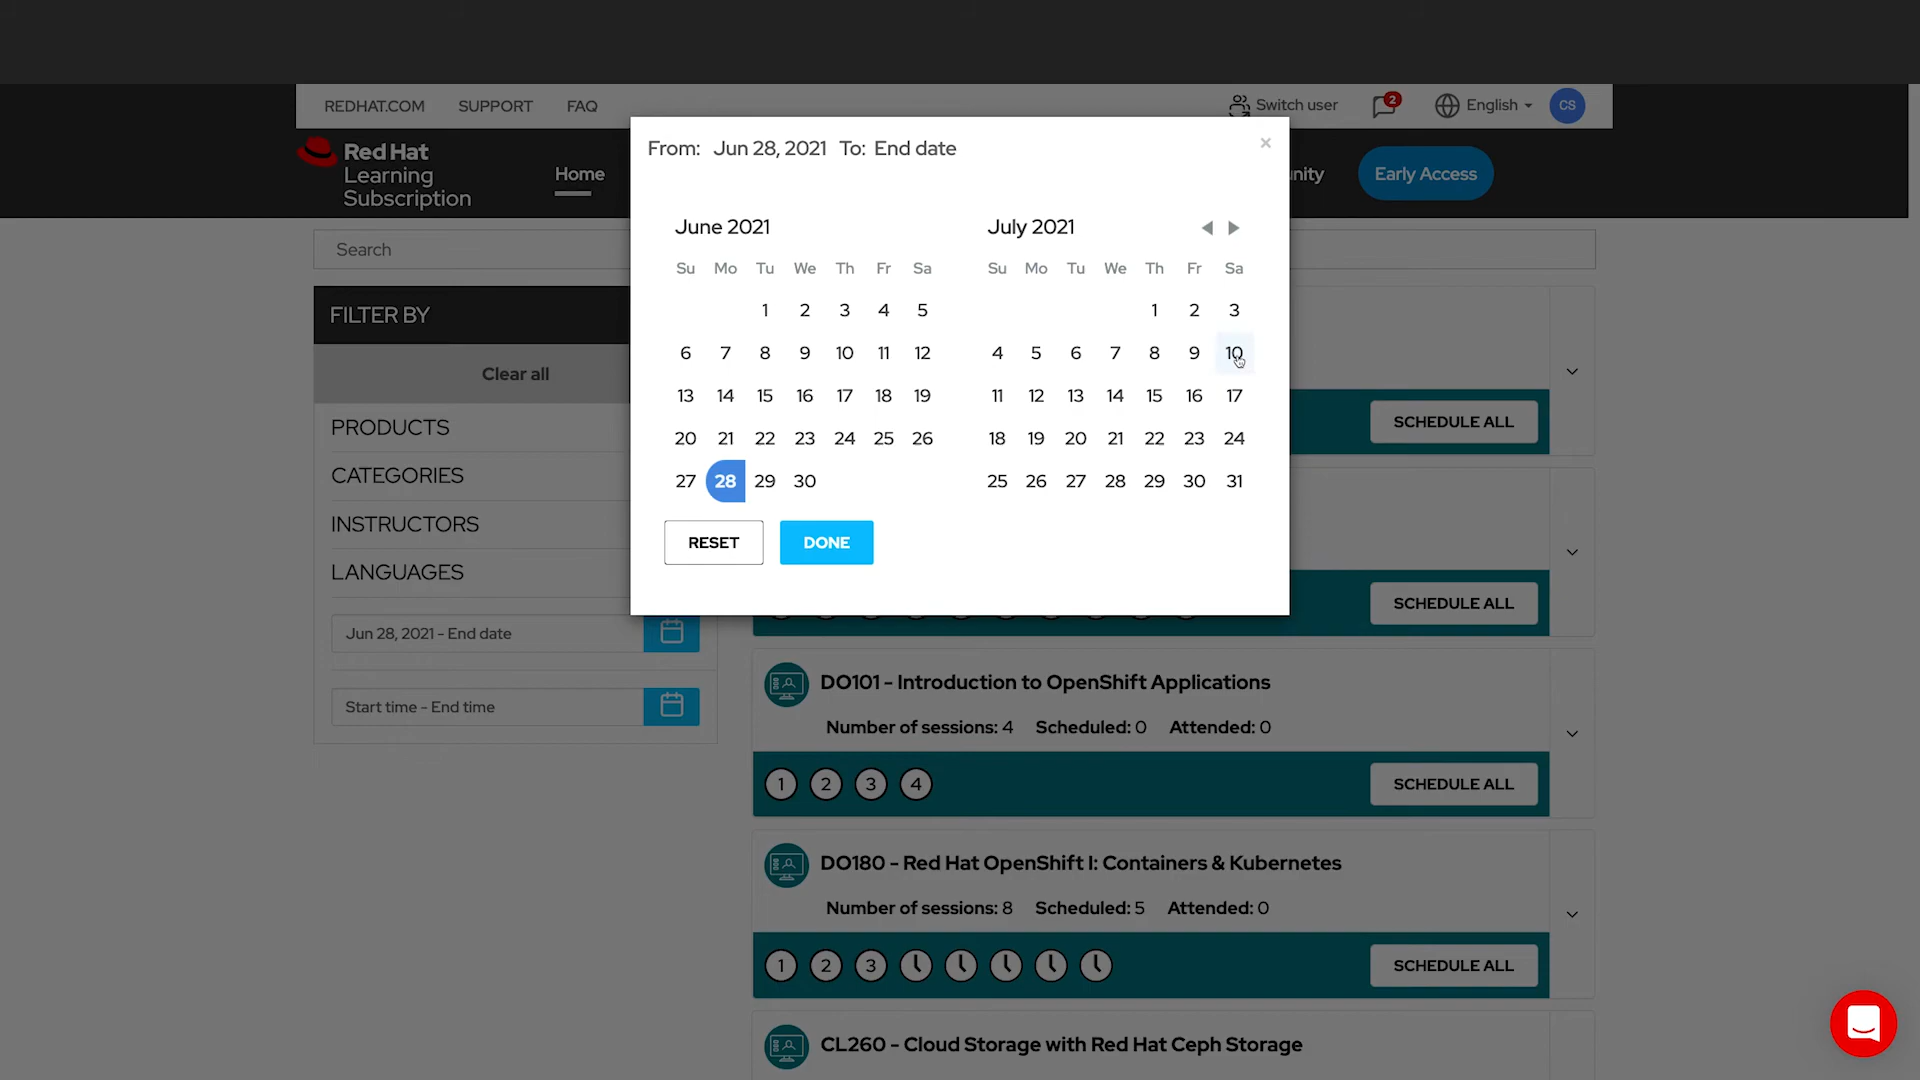 REDHAT.COM SUPPORT FAQ
Switch user 2 English CS
Red Hat
Learning
Subscription
Home
unity
Early Access
Search
FILTER BY
Clear all
PRODUCTS
CATEGORIES
INSTRUCTORS
LANGUAGES
Jun 28, 2021 - End date
Start time - End time
From: Jun 28, 2021 To: End date
×
June 2021
Su Mo Tu We Th Fr Sa
1 2 3 4 5
6 7 8 9 10 11 12
13 14 15 16 17 18 19
20 21 22 23 24 25 26
27 28 29 30
July 2021
Su Mo Tu We Th Fr Sa
1 2 3
4 5 6 7 8 9 10
11 12 13 14 15 16 17
18 19 20 21 22 23 24
25 26 27 28 29 30 31
RESET DONE
SCHEDULE ALL
SCHEDULE ALL
DO101 - Introduction to OpenShift Applications
Number of sessions: 4 Scheduled: 0 Attended: 0
1 2 3 4 SCHEDULE ALL
DO180 - Red Hat OpenShift I: Containers & Kubernetes
Number of sessions: 8 Scheduled: 5 Attended: 0
1 2 3 SCHEDULE ALL
CL260 - Cloud Storage with Red Hat Ceph Storage